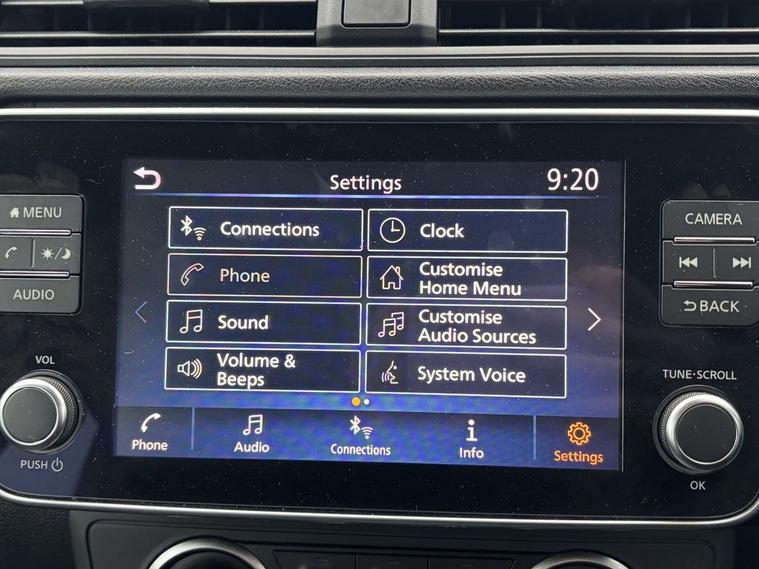 Settings
9:20
MENU
AUDIO
VOL
PUSH
Connections
Clock
Phone
Customise
Home Menu
Sound
Customise
Audio Sources
Volume &
Beeps
System Voice
Phone
Audio
Connections
Info
Settings
CAMERA
BACK
TUNE·SCROLL
OK